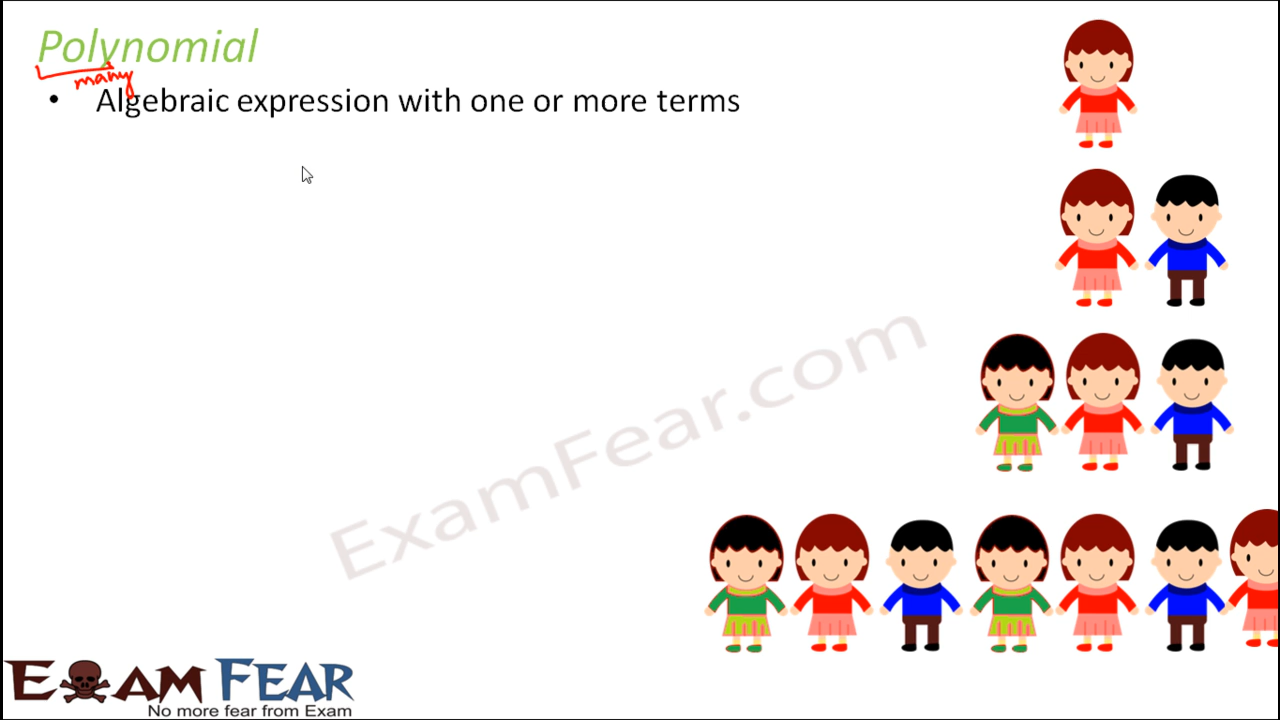 Polynomial
many
• Algebraic expression with one or more terms
ExamFear.com
EXAM FEAR
No more fear from Exam